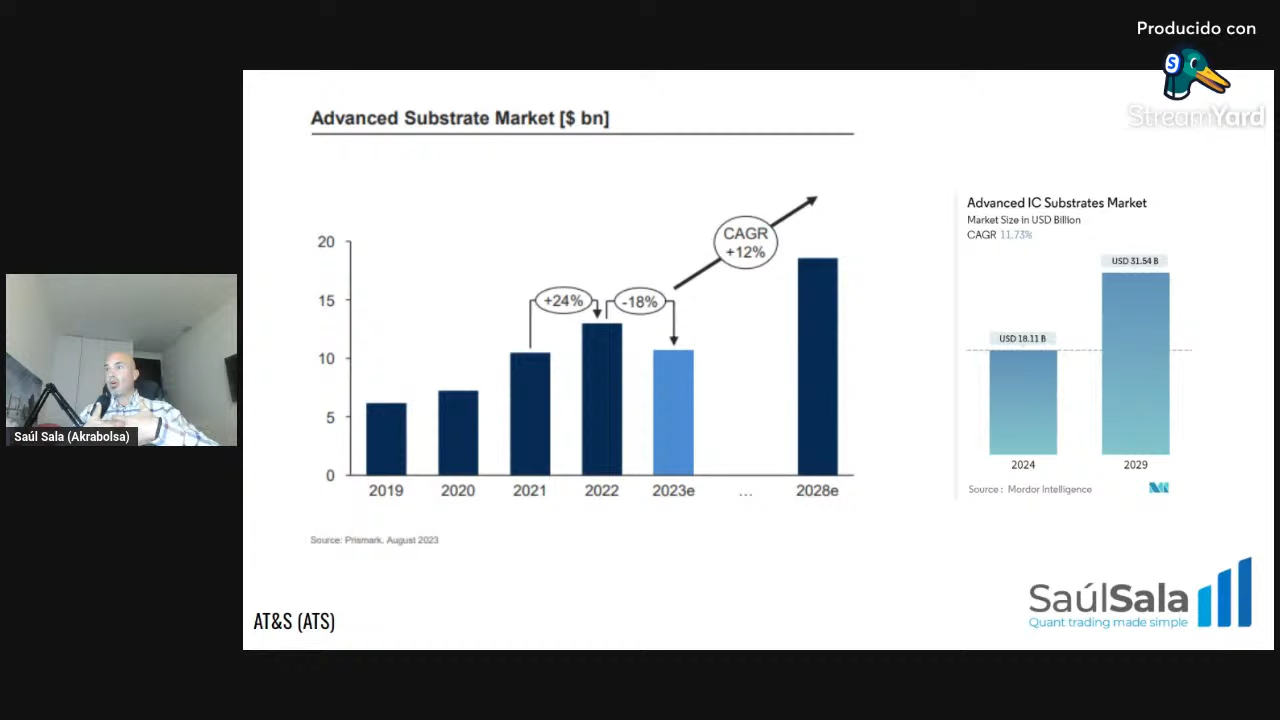 Producido con
StreamYard
Advanced Substrate Market [$ bn]
CAGR
+12%
+24%
-18%
20
15
10
5
0
2019
2020
2021
2022
2023e
...
2028e
Source: Prismark, August 2023
Advanced IC Substrates Market
Market Size in USD Billion
CAGR 11.73%
USD 31.54 B
USD 18.11 B
2024
2029
Source : Mordor Intelligence
Saúl Sala (Akrabolsa)
AT&S (ATS)
SaúlSala
Quant trading made simple